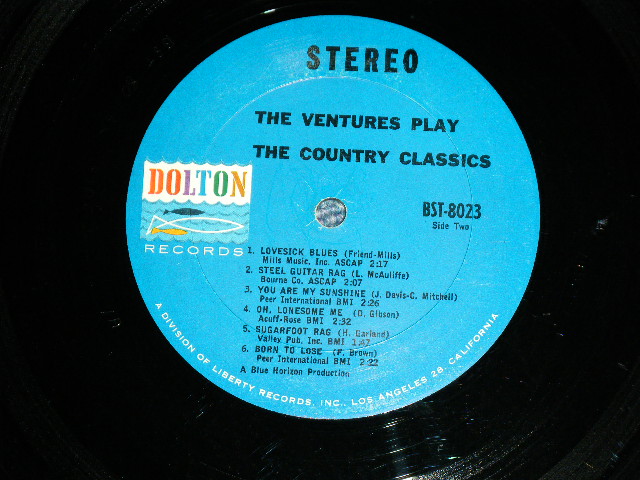 STEREO
THE VENTURES PLAY
THE COUNTRY CLASSICS
DOLTON
RECORDS
BST-8023
Side Two
1. LOVESICK BLUES (Friend-Mills)
Mills Music, Inc. ASCAP 2:17
2. STEEL GUITAR RAG (L. McAuliffe)
Bourne Co. ASCAP 2:07
3. YOU ARE MY SUNSHINE (J. Davis-C. Mitchell)
Peer International BMI 2:26
4. OH, LONESOME ME (D. Gibson)
Acuff-Rose BMI 2:32
5. SUGARFOOT RAG (H. Garland)
Valley Pub. Inc. BMI 1:47
6. BORN TO LOSE (F. Brown)
Peer International BMI 2:22
A Blue Horizon Production
A DIVISION OF LIBERTY RECORDS, INC., LOS ANGELES 28, CALIFORNIA